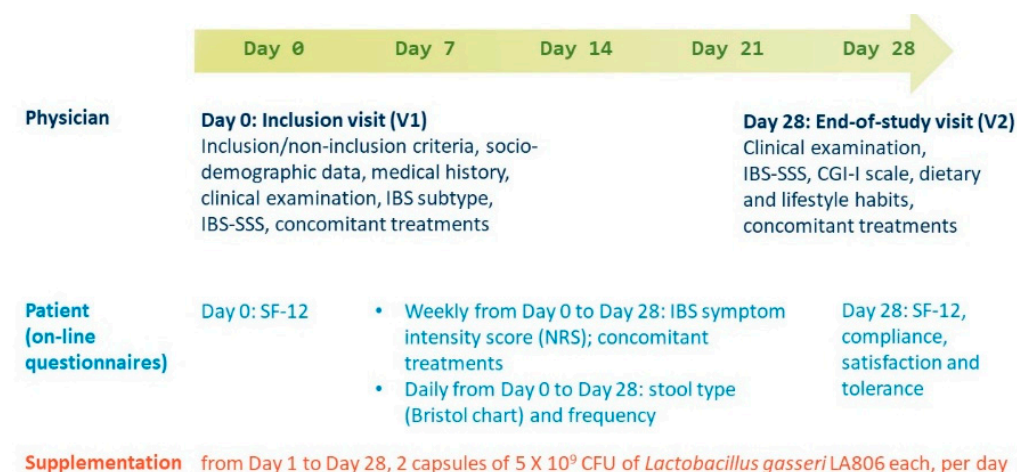 Day 0 Day 7 Day 14 Day 21 Day 28
Physician
Day 0: Inclusion visit (V1)
Inclusion/non-inclusion criteria, socio-
demographic data, medical history,
clinical examination, IBS subtype,
IBS-SSS, concomitant treatments
Day 28: End-of-study visit (V2)
Clinical examination,
IBS-SSS, CGI-I scale, dietary
and lifestyle habits,
concomitant treatments
Patient
(on-line
questionnaires)
Day 0: SF-12
• Weekly from Day 0 to Day 28: IBS symptom
intensity score (NRS); concomitant
treatments
• Daily from Day 0 to Day 28: stool type
(Bristol chart) and frequency
Day 28: SF-12,
compliance,
satisfaction and
tolerance
Supplementation from Day 1 to Day 28, 2 capsules of 5 X 10⁹ CFU of Lactobacillus gasseri LA806 each, per day